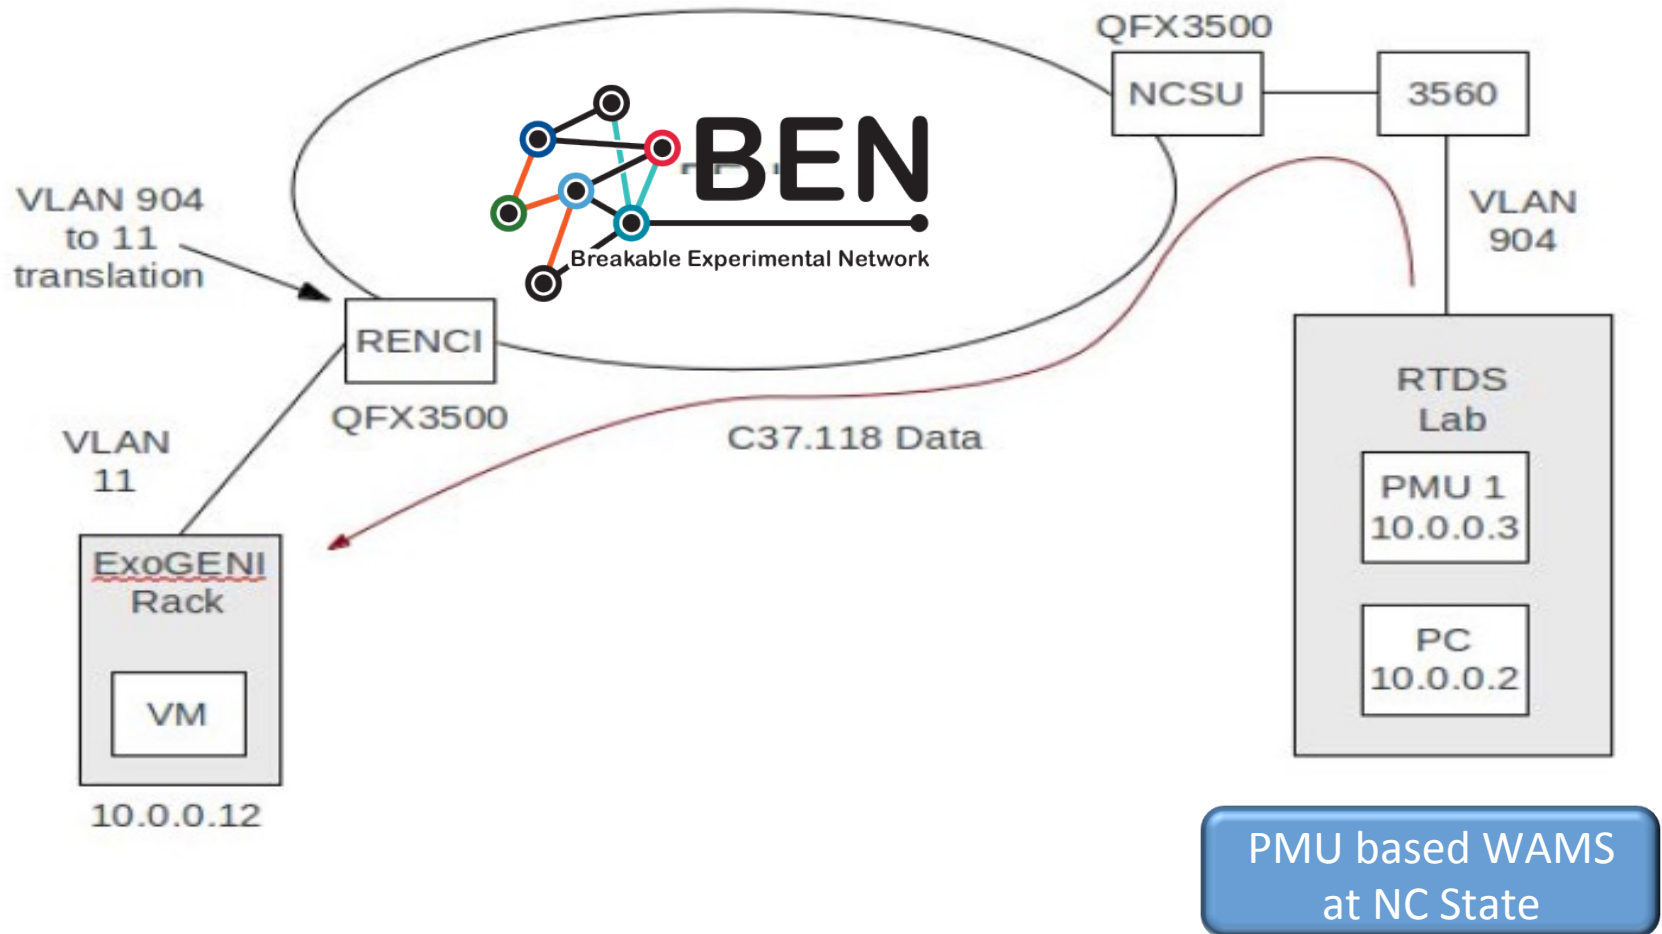 QFX3500
NCSU
3560
BEN
Breakable Experimental Network
VLAN 904
to 11
translation
VLAN
904
RENCI
QFX3500
C37.118 Data
VLAN
11
RTDS
Lab
PMU 1
10.0.0.3
PC
10.0.0.2
ExoGENI
Rack
VM
10.0.0.12
PMU based WAMS
at NC State